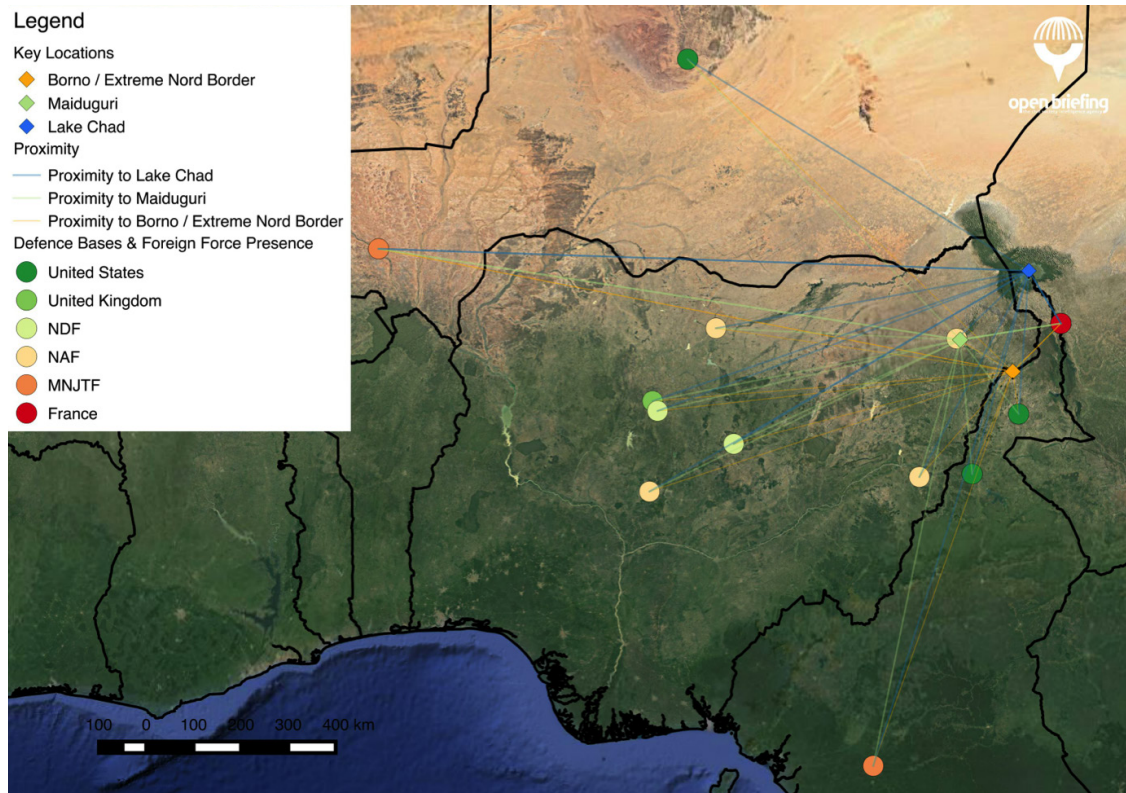 Legend
Key Locations
Borno / Extreme Nord Border
Maiduguri
Lake Chad
Proximity
Proximity to Lake Chad
Proximity to Maiduguri
Proximity to Borno / Extreme Nord Border
Defence Bases & Foreign Force Presence
United States
United Kingdom
NDF
NAF
MNJTF
France
open briefing
100 0 100 200 300 400 km